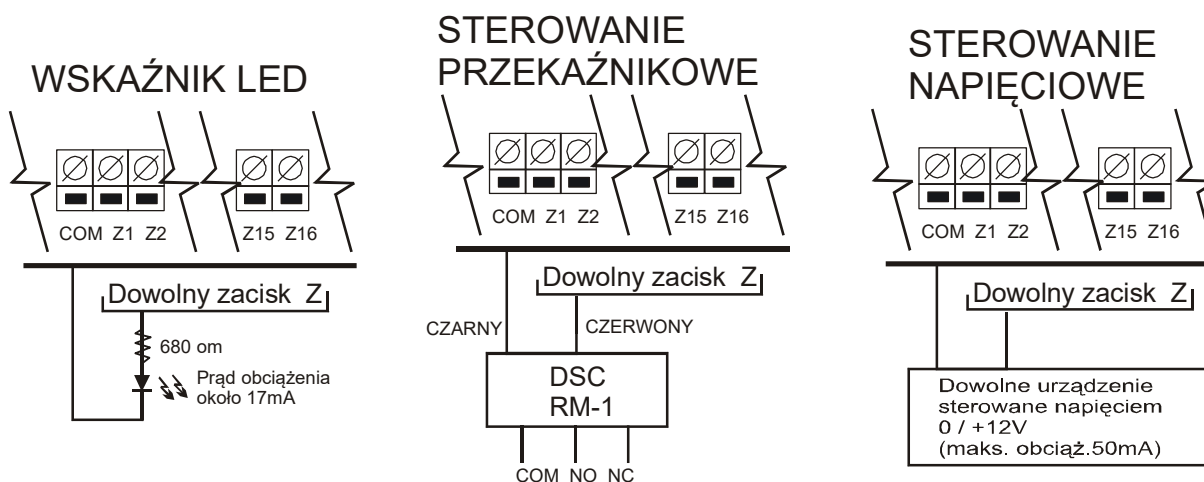 WSKAŹNIK LED
COM Z1 Z2 Z15 Z16
Dowolny zacisk Z
680 om
Prąd obciążenia
około 17mA
STEROWANIE
PRZEKAŹNIKOWE
COM Z1 Z2 Z15 Z16
Dowolny zacisk Z
CZARNY CZERWONY
DSC
RM-1
COM NO NC
STEROWANIE
NAPIĘCIOWE
COM Z1 Z2 Z15 Z16
Dowolny zacisk Z
Dowolne urządzenie
sterowane napięciem
0 / +12V
(maks. obciąż.50mA)